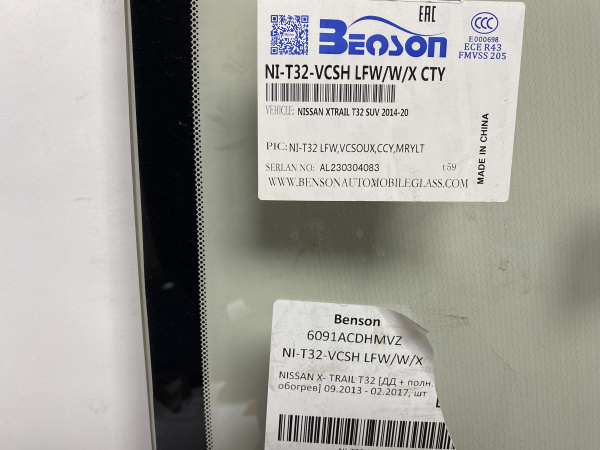 EAC
BENSON
CCC
E000698
ECE R43
FMVSS 205
NI-T32-VCSH LFW/W/X CTY
VEHICLE: NISSAN XTRAIL T32 SUV 2014-20
PIC: NI-T32 LFW,VCSOUX,CCY,MRYLT
SERLAN NO: AL230304083 t59
WWW.BENSONAUTOMOBILEGLASS.COM
MADE IN CHINA
Benson
6091ACDHMVZ
NI-T32-VCSH LFW/W/X
NISSAN X- TRAIL T32 [ДД + полн.
обогрев] 09.2013 - 02.2017, шт